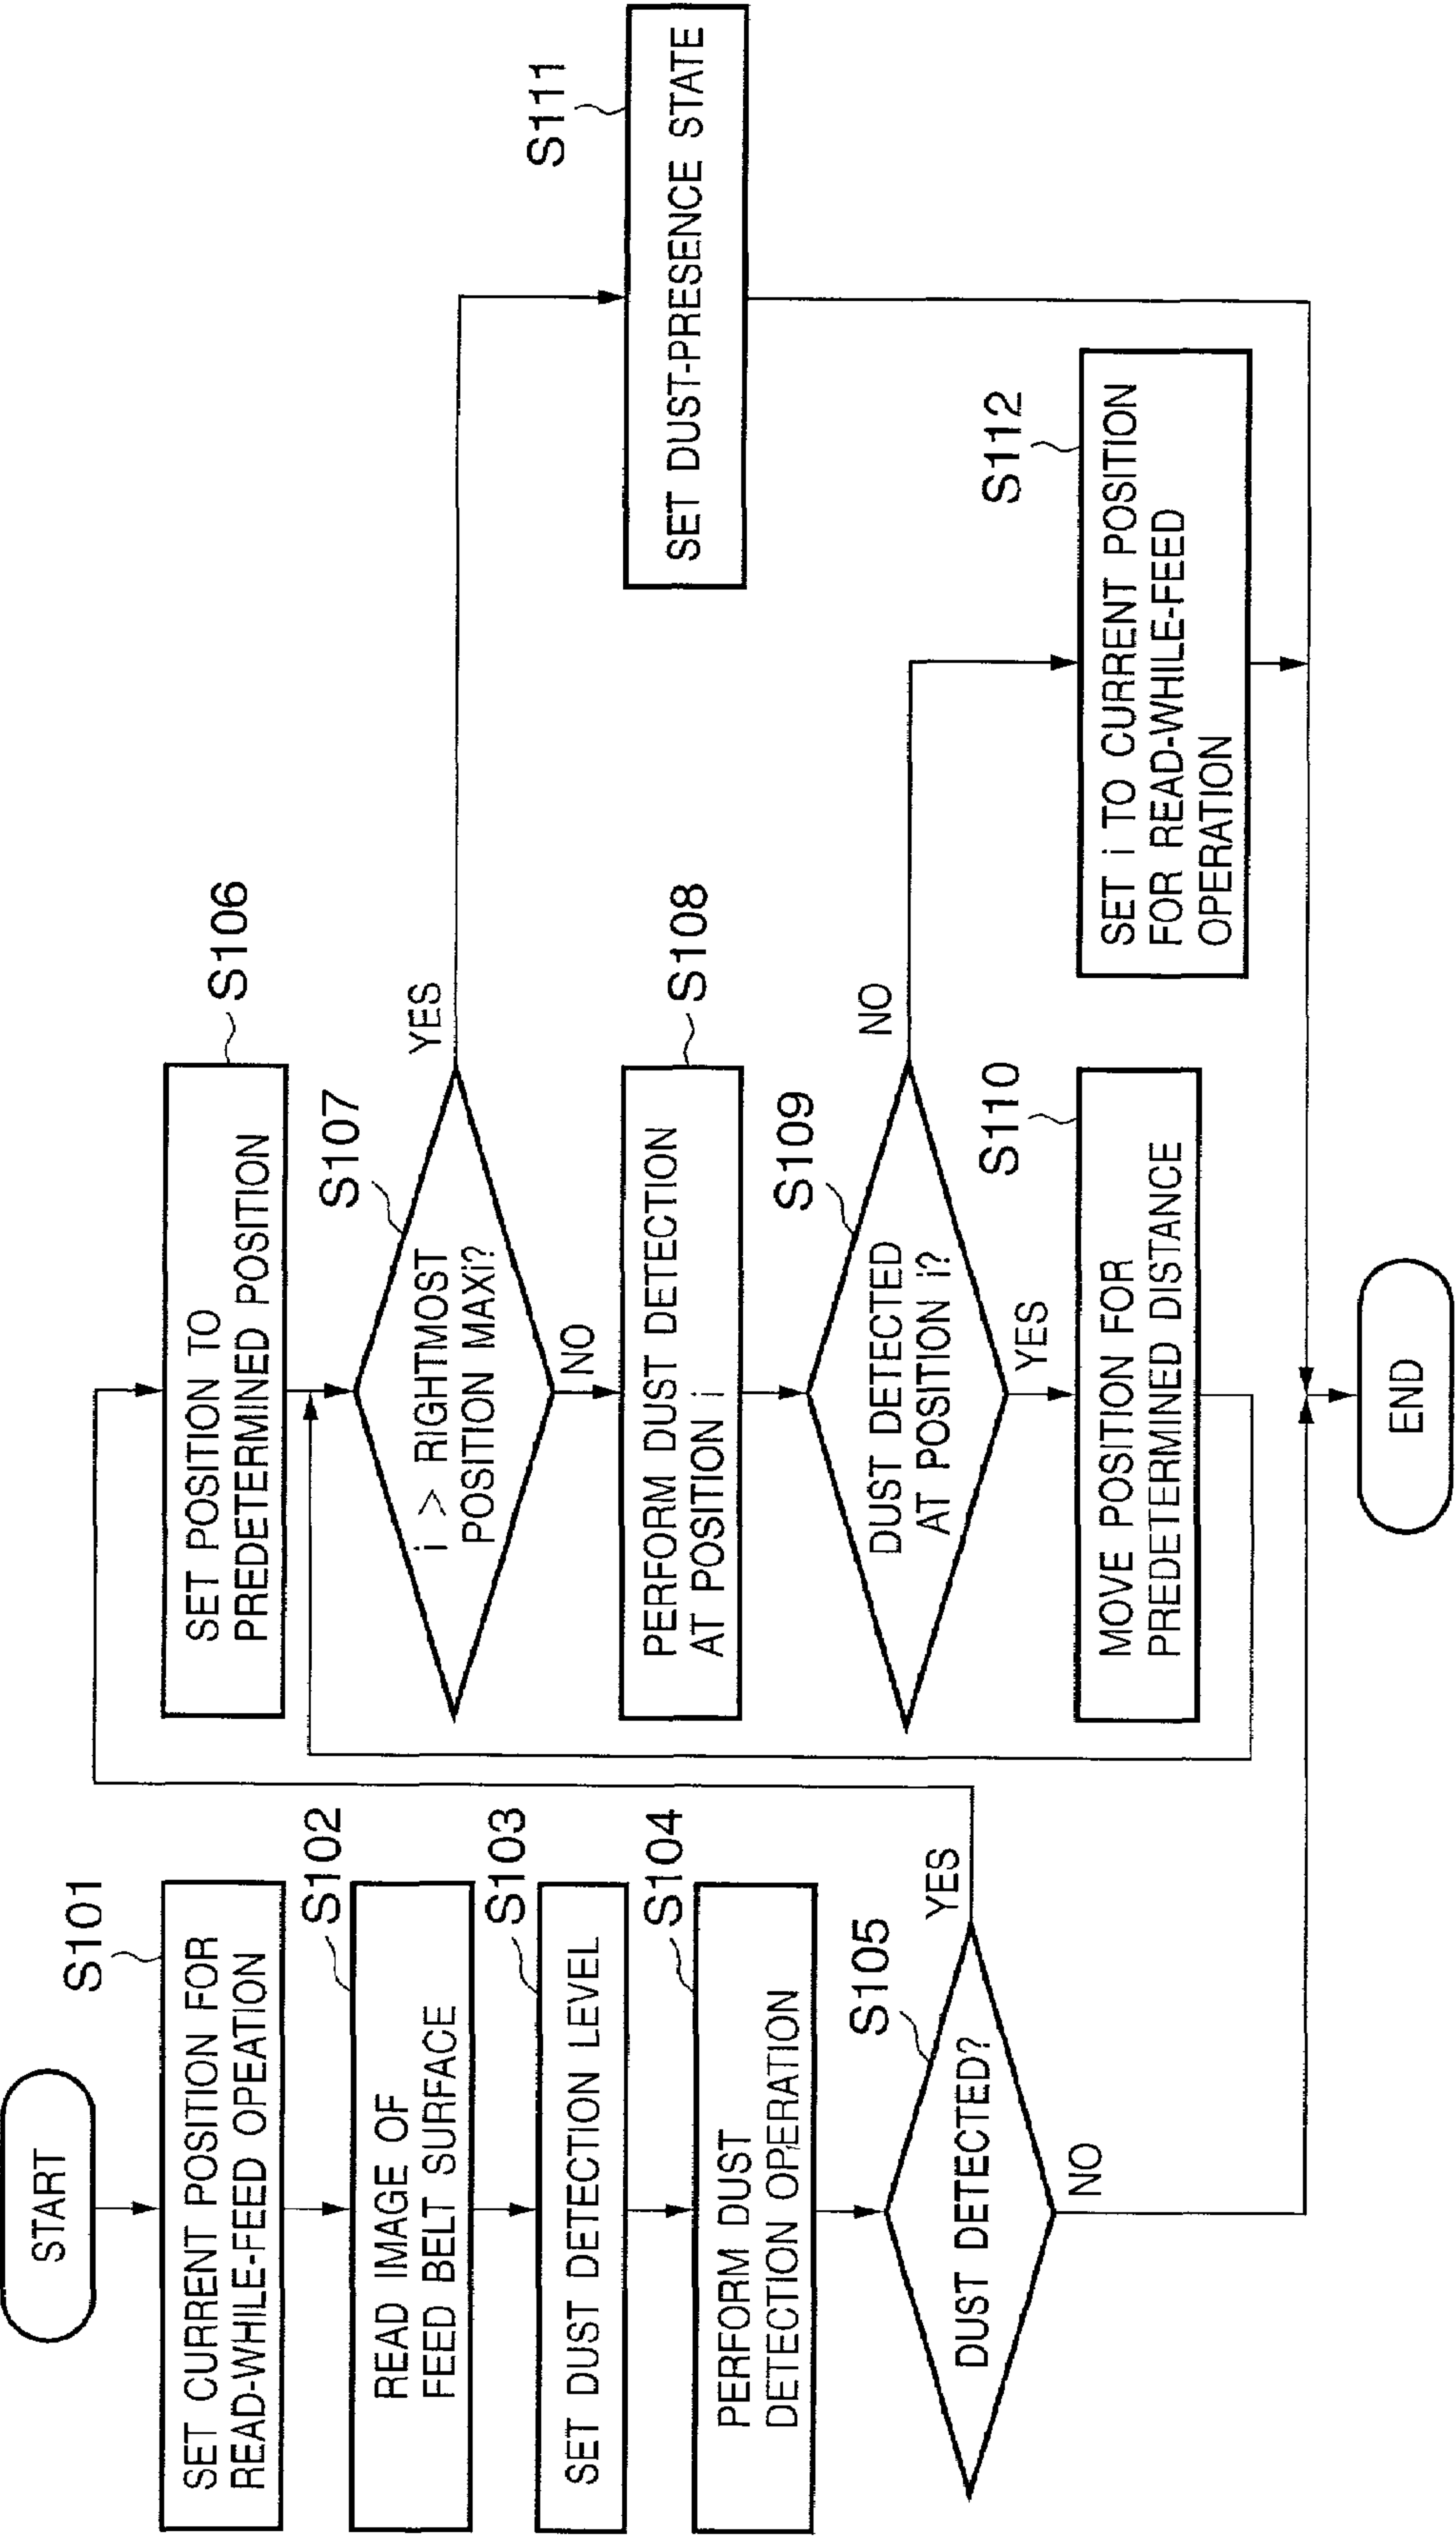 START
S101
SET CURRENT POSITION FOR
READ-WHILE-FEED OPEATION
S102
READ IMAGE OF
FEED BELT SURFACE
S103
SET DUST DETECTION LEVEL
S104
PERFORM DUST
DETECTION OPERATION
S105
DUST DETECTED?
YES
NO
S106
SET POSITION TO
PREDETERMINED POSITION
S107
i > RIGHTMOST
POSITION MAXi?
YES
NO
S108
PERFORM DUST DETECTION
AT POSITION i
S109
DUST DETECTED
AT POSITION i?
NO
YES
S110
MOVE POSITION FOR
PREDETERMINED DISTANCE
S111
SET DUST-PRESENCE STATE
S112
SET i TO CURRENT POSITION
FOR READ-WHILE-FEED
OPERATION
END